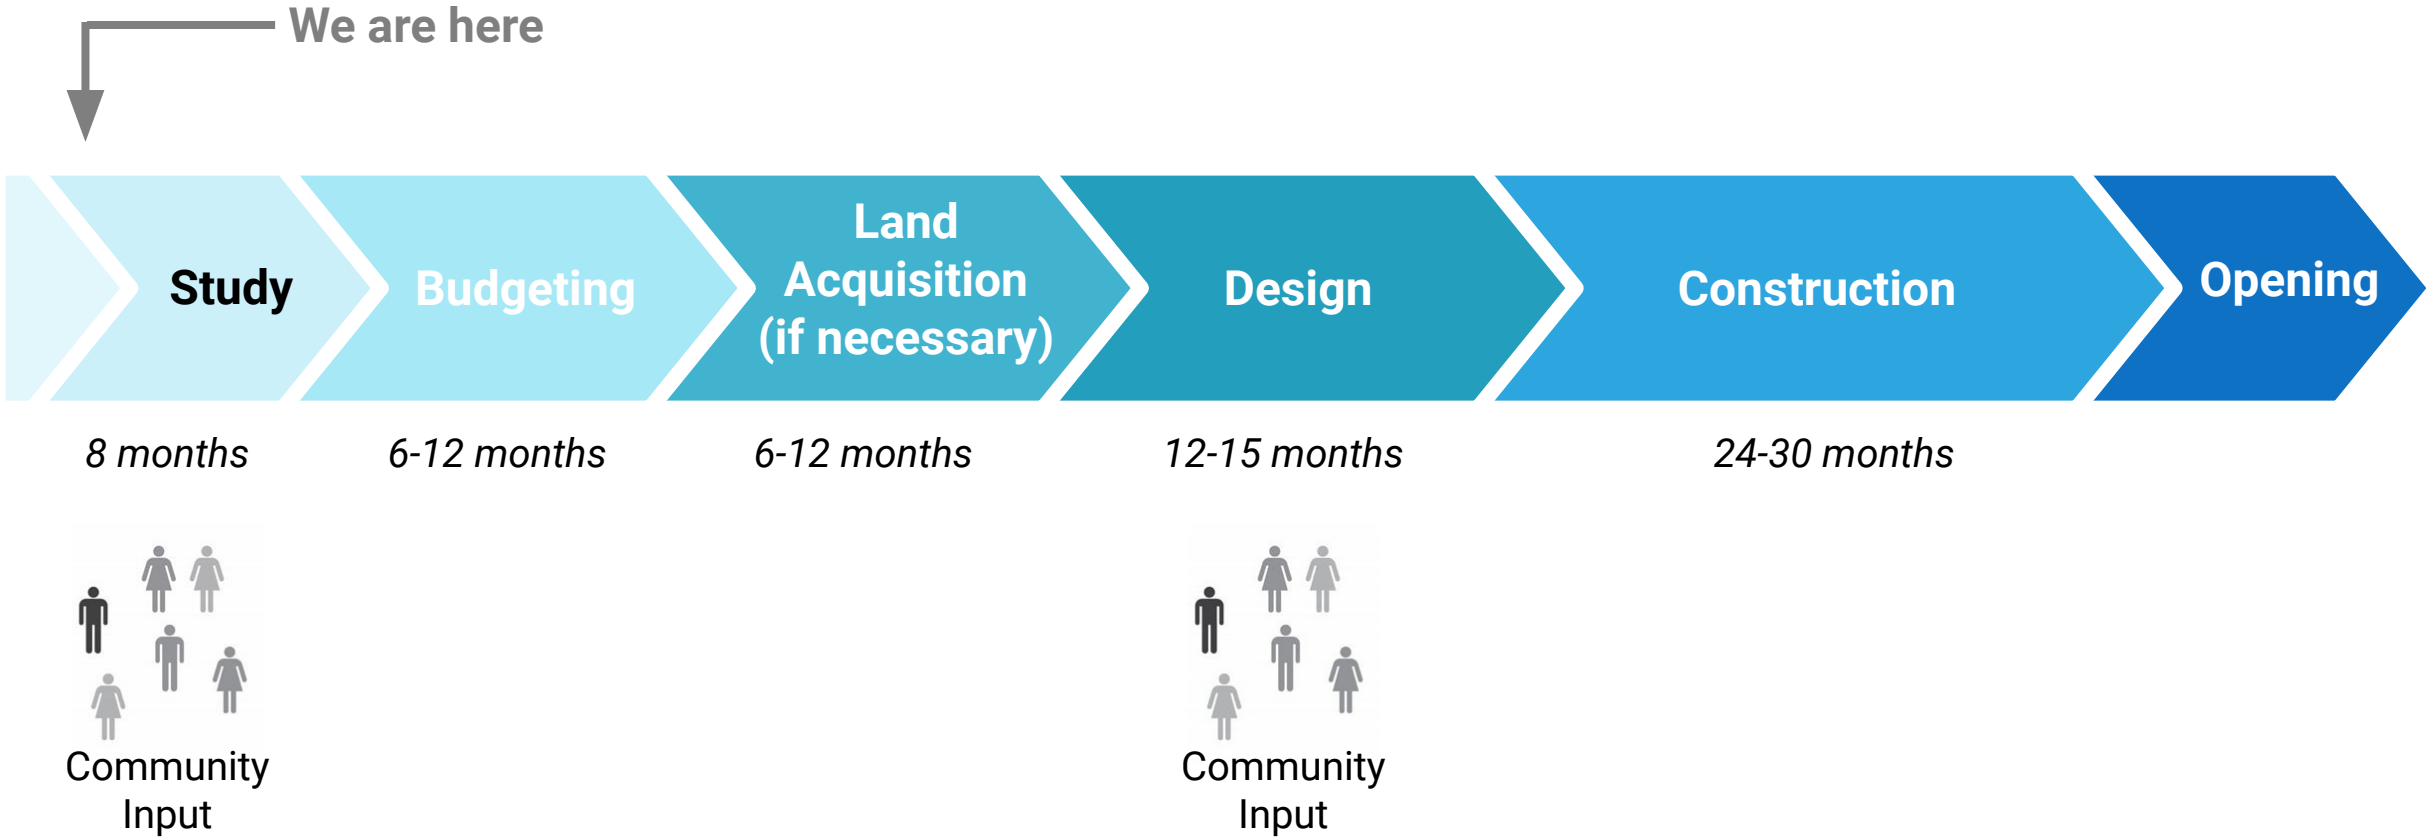 We are here
Study
Budgeting
Land
Acquisition
(if necessary)
Design
Construction
Opening
8 months
6-12 months
6-12 months
12-15 months
24-30 months
Community
Input
Community
Input